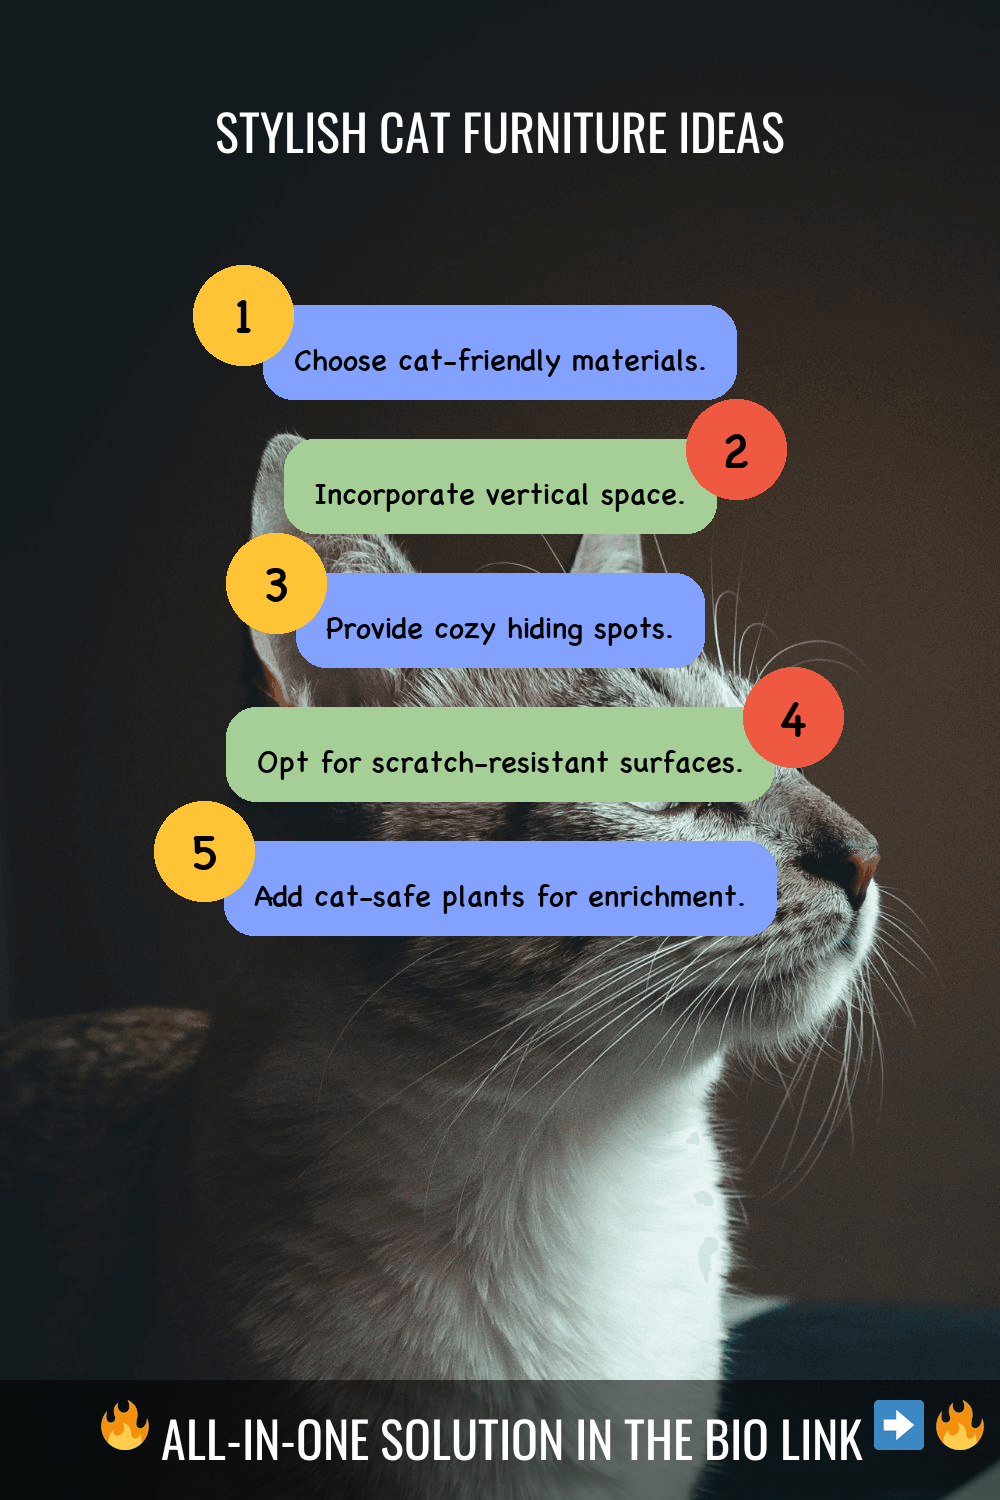 STYLISH CAT FURNITURE IDEAS
1
Choose cat-friendly materials.
2
Incorporate vertical space.
3
Provide cozy hiding spots.
4
Opt for scratch-resistant surfaces.
5
Add cat-safe plants for enrichment.
🔥 ALL-IN-ONE SOLUTION IN THE BIO LINK ➡️ 🔥